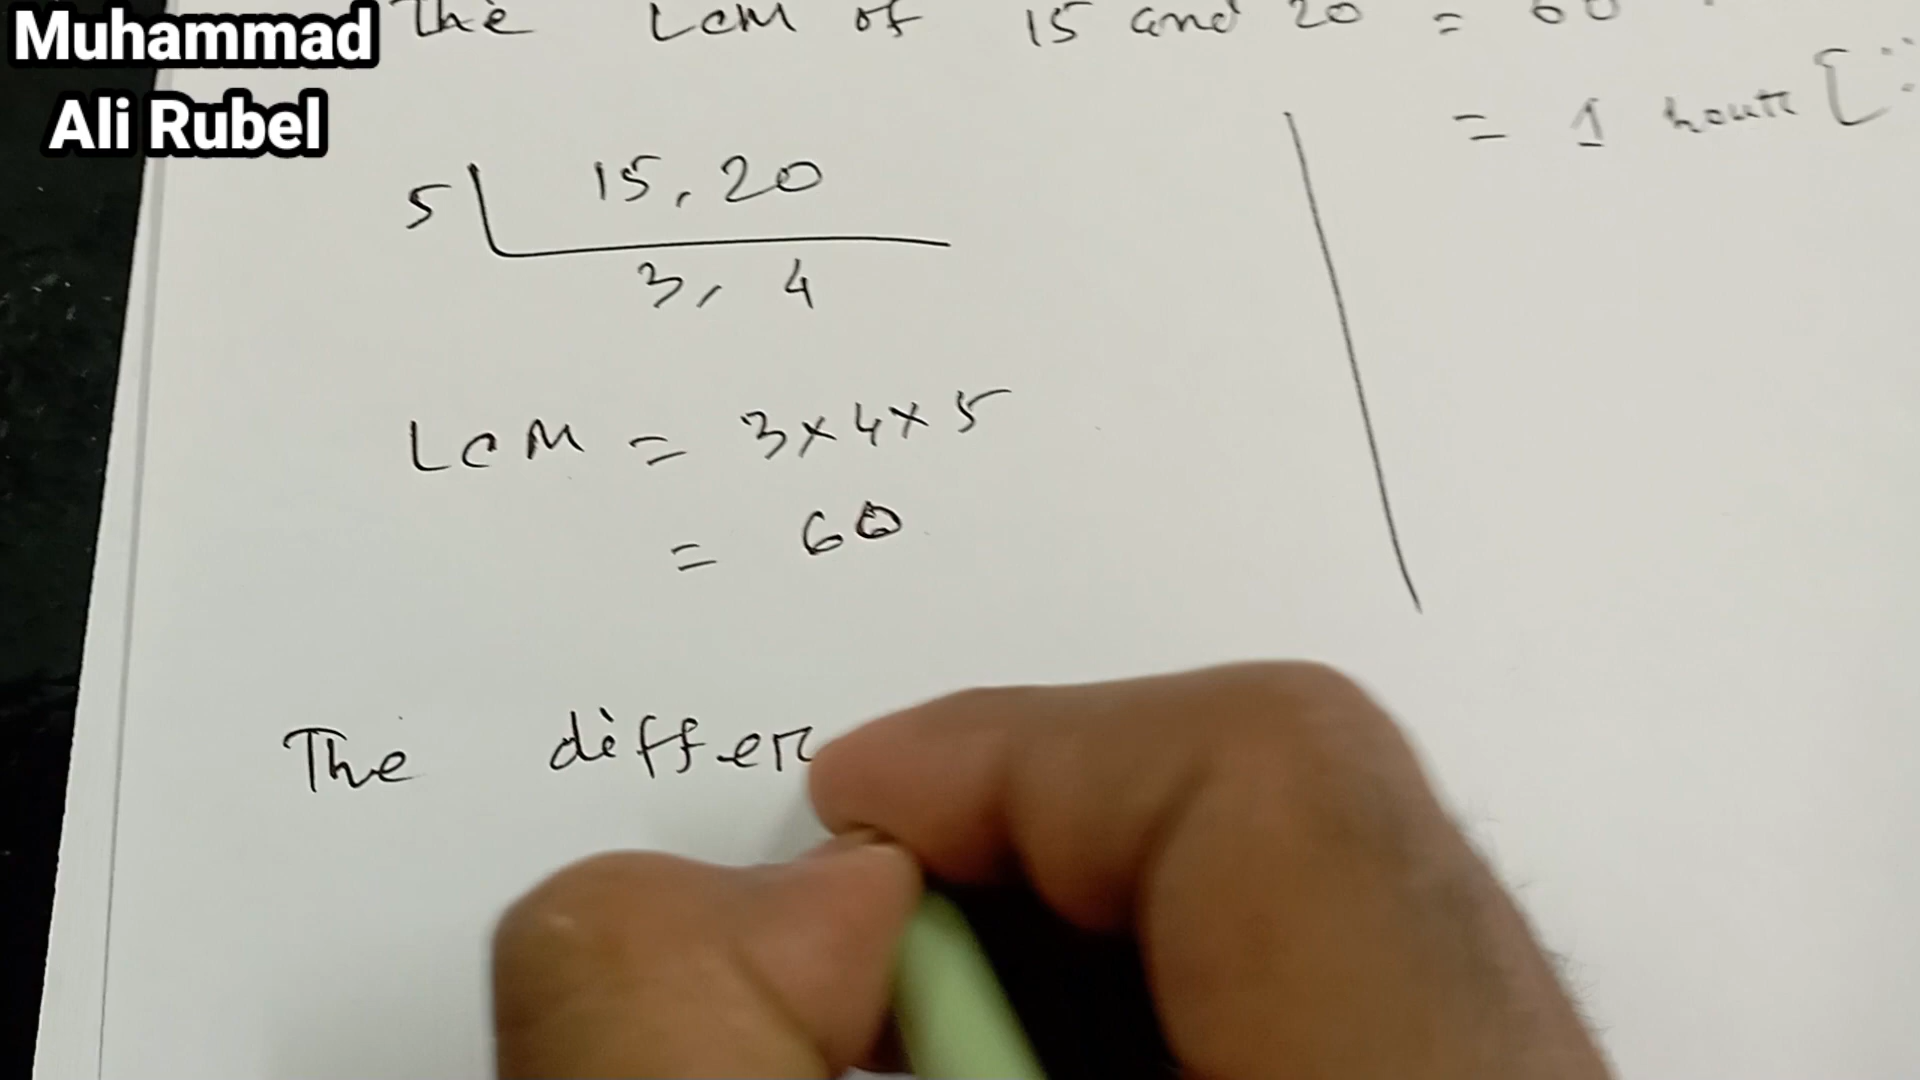 Muhammad
Ali Rubel
The LCM of 15 and 20 = 60
= 1 hour [∵
5 15, 20
3, 4
LCM = 3×4×5
= 60
The differ